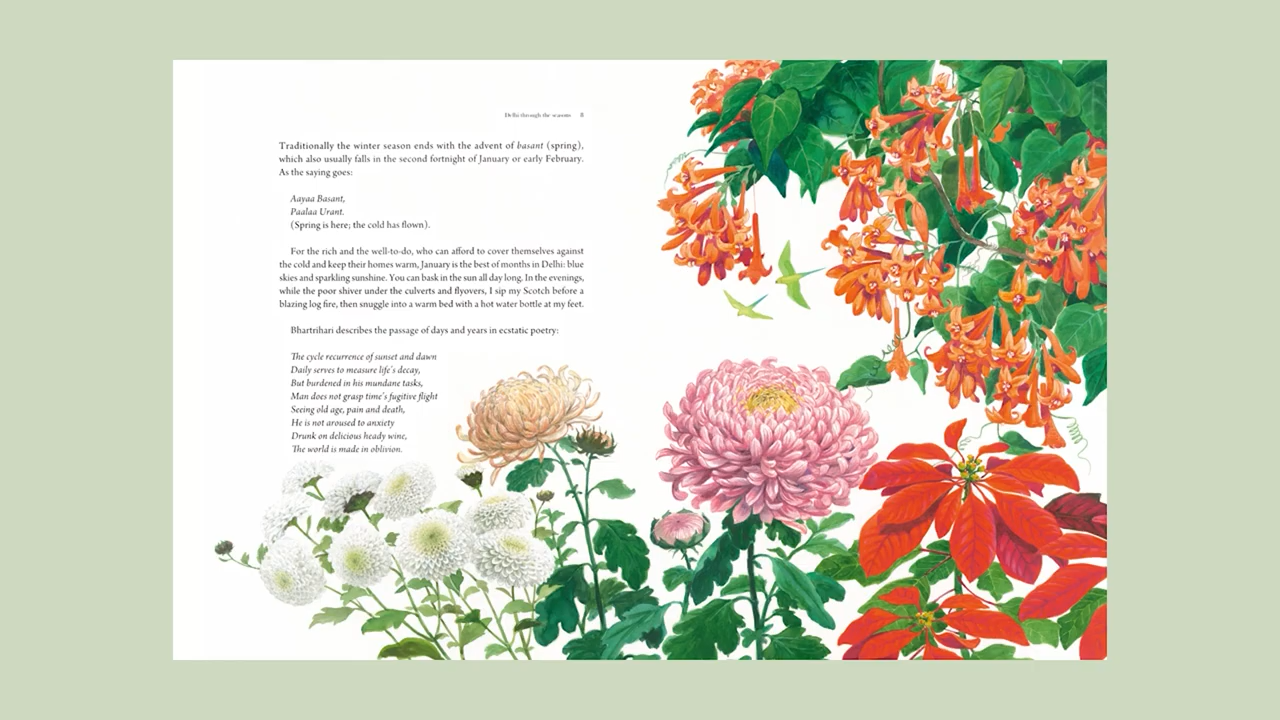 Delhi through the seasons 8
Traditionally the winter season ends with the advent of basant (spring),
which also usually falls in the second fortnight of January or early February.
As the saying goes:
Aayaa Basant,
Paalaa Urant.
(Spring is here; the cold has flown).
For the rich and the well-to-do, who can afford to cover themselves against
the cold and keep their homes warm, January is the best of months in Delhi: blue
skies and sparkling sunshine. You can bask in the sun all day long. In the evenings,
while the poor shiver under the culverts and flyovers, I sip my Scotch before a
blazing log fire, then snuggle into a warm bed with a hot water bottle at my feet.
Bhartrihari describes the passage of days and years in ecstatic poetry:
The cycle recurrence of sunset and dawn
Daily serves to measure life's decay,
But burdened in his mundane tasks,
Man does not grasp time's fugitive flight
Seeing old age, pain and death,
He is not aroused to anxiety
Drunk on delicious heady wine,
The world is made in oblivion.